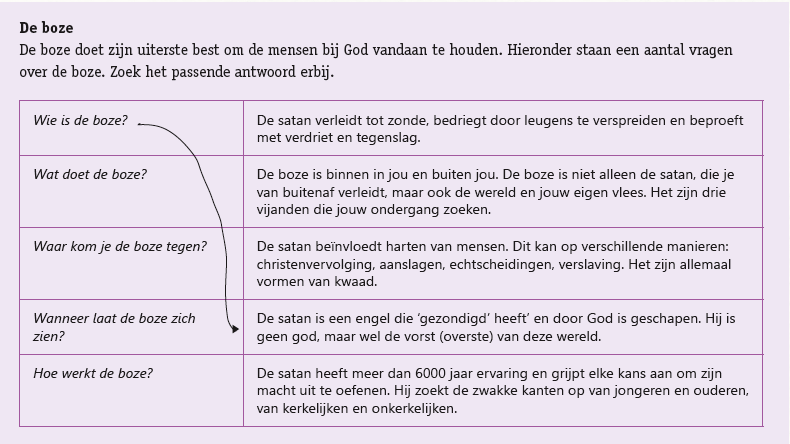 De boze
De boze doet zijn uiterste best om de mensen bij God vandaan te houden. Hieronder staan een aantal vragen
over de boze. Zoek het passende antwoord erbij.
Wie is de boze?
De satan verleidt tot zonde, bedriegt door leugens te verspreiden en beproeft
met verdriet en tegenslag.
Wat doet de boze?
De boze is binnen in jou en buiten jou. De boze is niet alleen de satan, die je
van buitenaf verleidt, maar ook de wereld en jouw eigen vlees. Het zijn drie
vijanden die jouw ondergang zoeken.
Waar kom je de boze tegen?
De satan beïnvloedt harten van mensen. Dit kan op verschillende manieren:
christenvervolging, aanslagen, echtscheidingen, verslaving. Het zijn allemaal
vormen van kwaad.
Wanneer laat de boze zich
zien?
De satan is een engel die ‘gezondigd’ heeft’ en door God is geschapen. Hij is
geen god, maar wel de vorst (overste) van deze wereld.
Hoe werkt de boze?
De satan heeft meer dan 6000 jaar ervaring en grijpt elke kans aan om zijn
macht uit te oefenen. Hij zoekt de zwakke kanten op van jongeren en ouderen,
van kerkelijken en onkerkelijken.